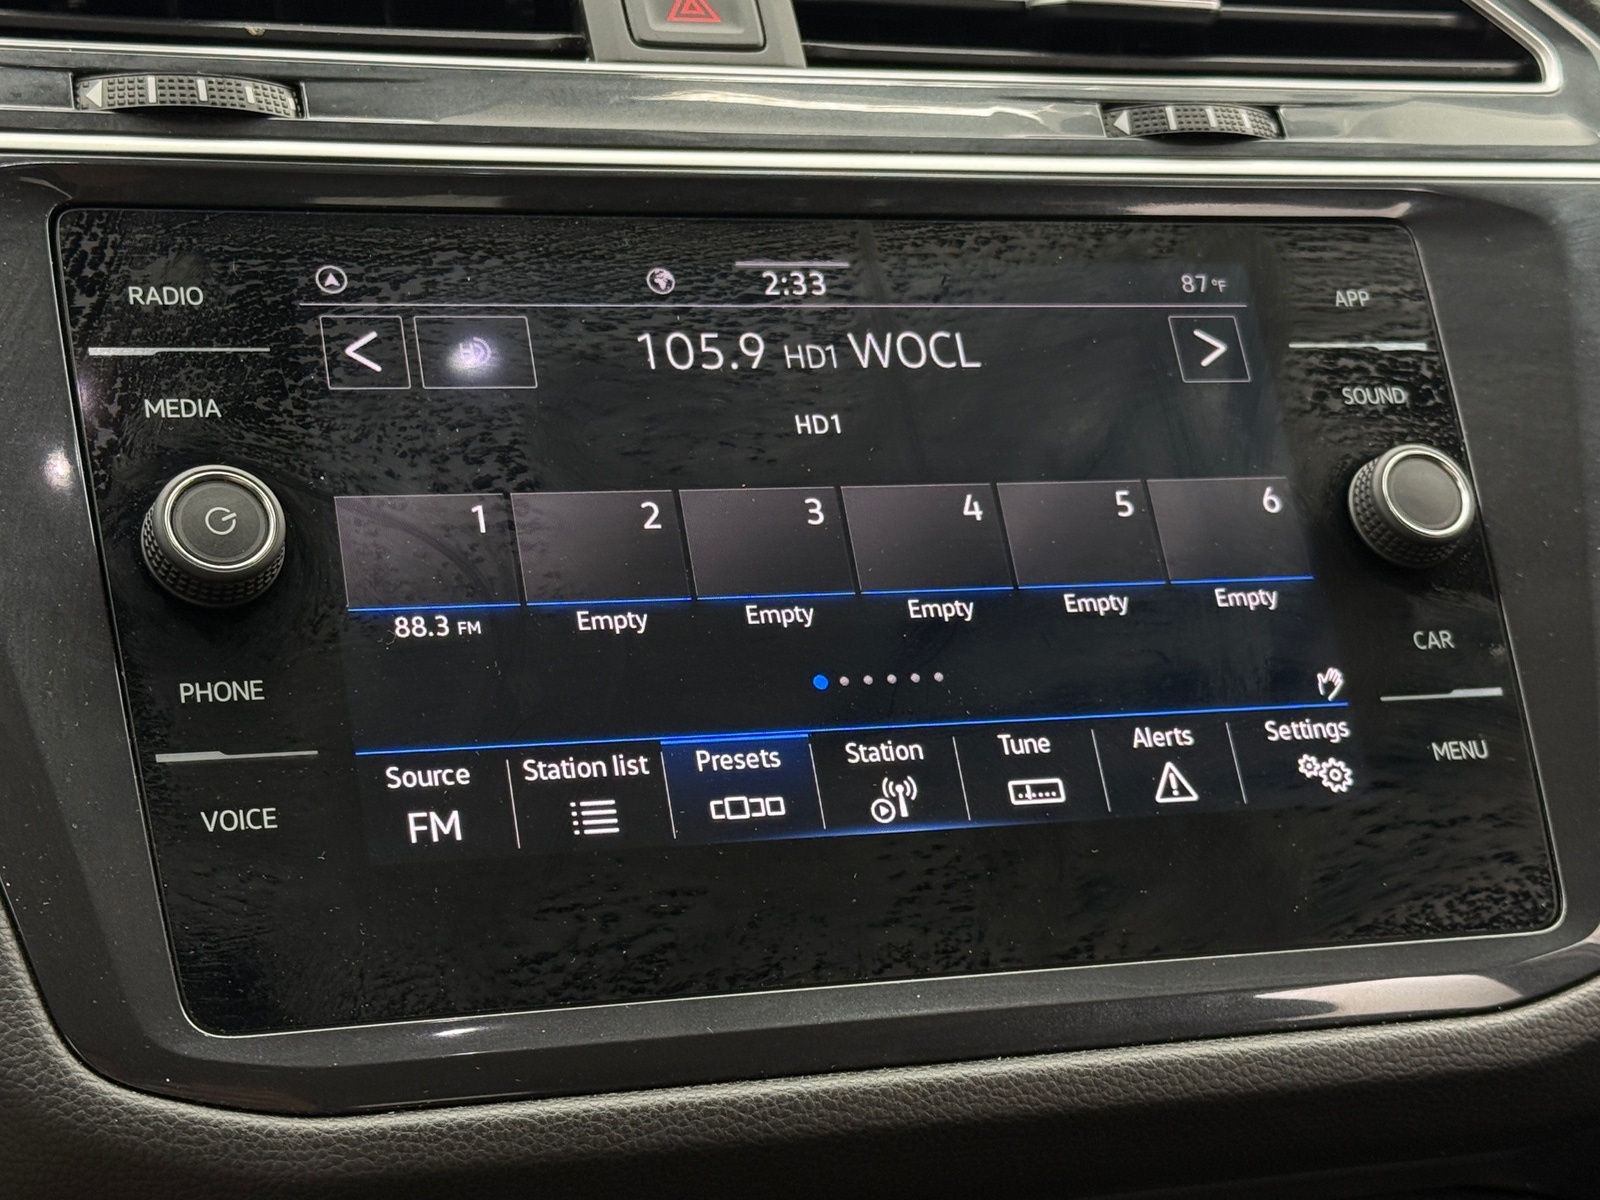 RADIO
MEDIA
PHONE
VOICE
2:33
87 °F
< HD 105.9 HD1 WOCL >
HD1
1 2 3 4 5 6
88.3 FM Empty Empty Empty Empty Empty
Source Station list Presets Station Tune Alerts Settings
FM
APP
SOUND
CAR
MENU